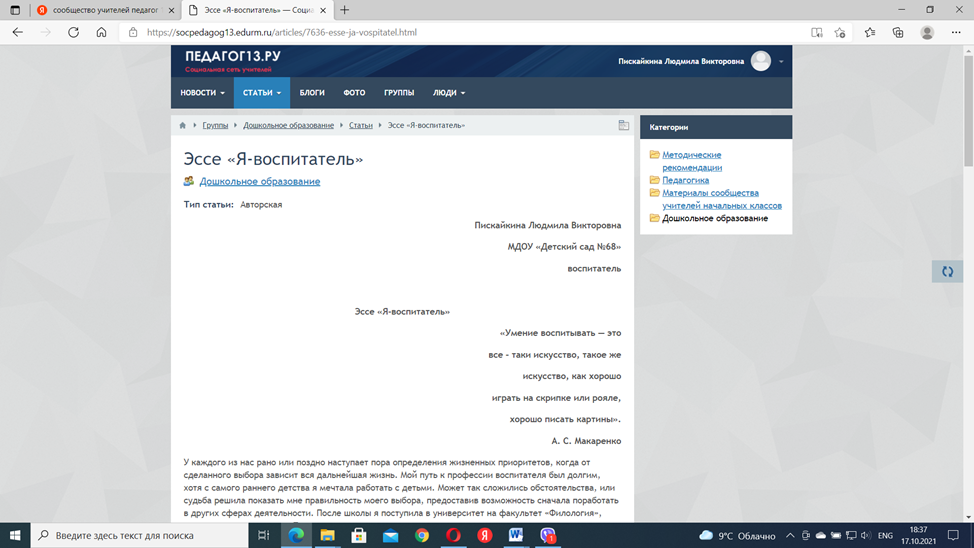 сообщество учителей педагог
Эссе «Я-воспитатель» — Социа
https://socpedagog13.edurm.ru/articles/7636-esse-ja-vospitatel.html
ПЕДАГОГ13.РУ
Социальная сеть учителей
Пискайкина Людмила Викторовна
НОВОСТИ СТАТЬИ БЛОГИ ФОТО ГРУППЫ ЛЮДИ
Группы Дошкольное образование Статьи Эссе «Я-воспитатель»
Эссе «Я-воспитатель»
Дошкольное образование
Тип статьи: Авторская
Пискайкина Людмила Викторовна
МДОУ «Детский сад №68»
воспитатель
Эссе «Я-воспитатель»
«Умение воспитывать — это
все - таки искусство, такое же
искусство, как хорошо
играть на скрипке или рояле,
хорошо писать картины».
А. С. Макаренко
У каждого из нас рано или поздно наступает пора определения жизненных приоритетов, когда от
сделанного выбора зависит вся дальнейшая жизнь. Мой путь к профессии воспитателя был долгим,
хотя с самого раннего детства я мечтала работать с детьми. Может так сложились обстоятельства, или
судьба решила показать мне правильность моего выбора, предоставив возможность сначала поработать
в других сферах деятельности. После школы я поступила в университет на факультет «Филология»,
Категории
Методические
рекомендации
Педагогика
Материалы сообщества
учителей начальных классов
Дошкольное образование
Введите здесь текст для поиска
9°C Облачно
ENG
18:37
17.10.2021